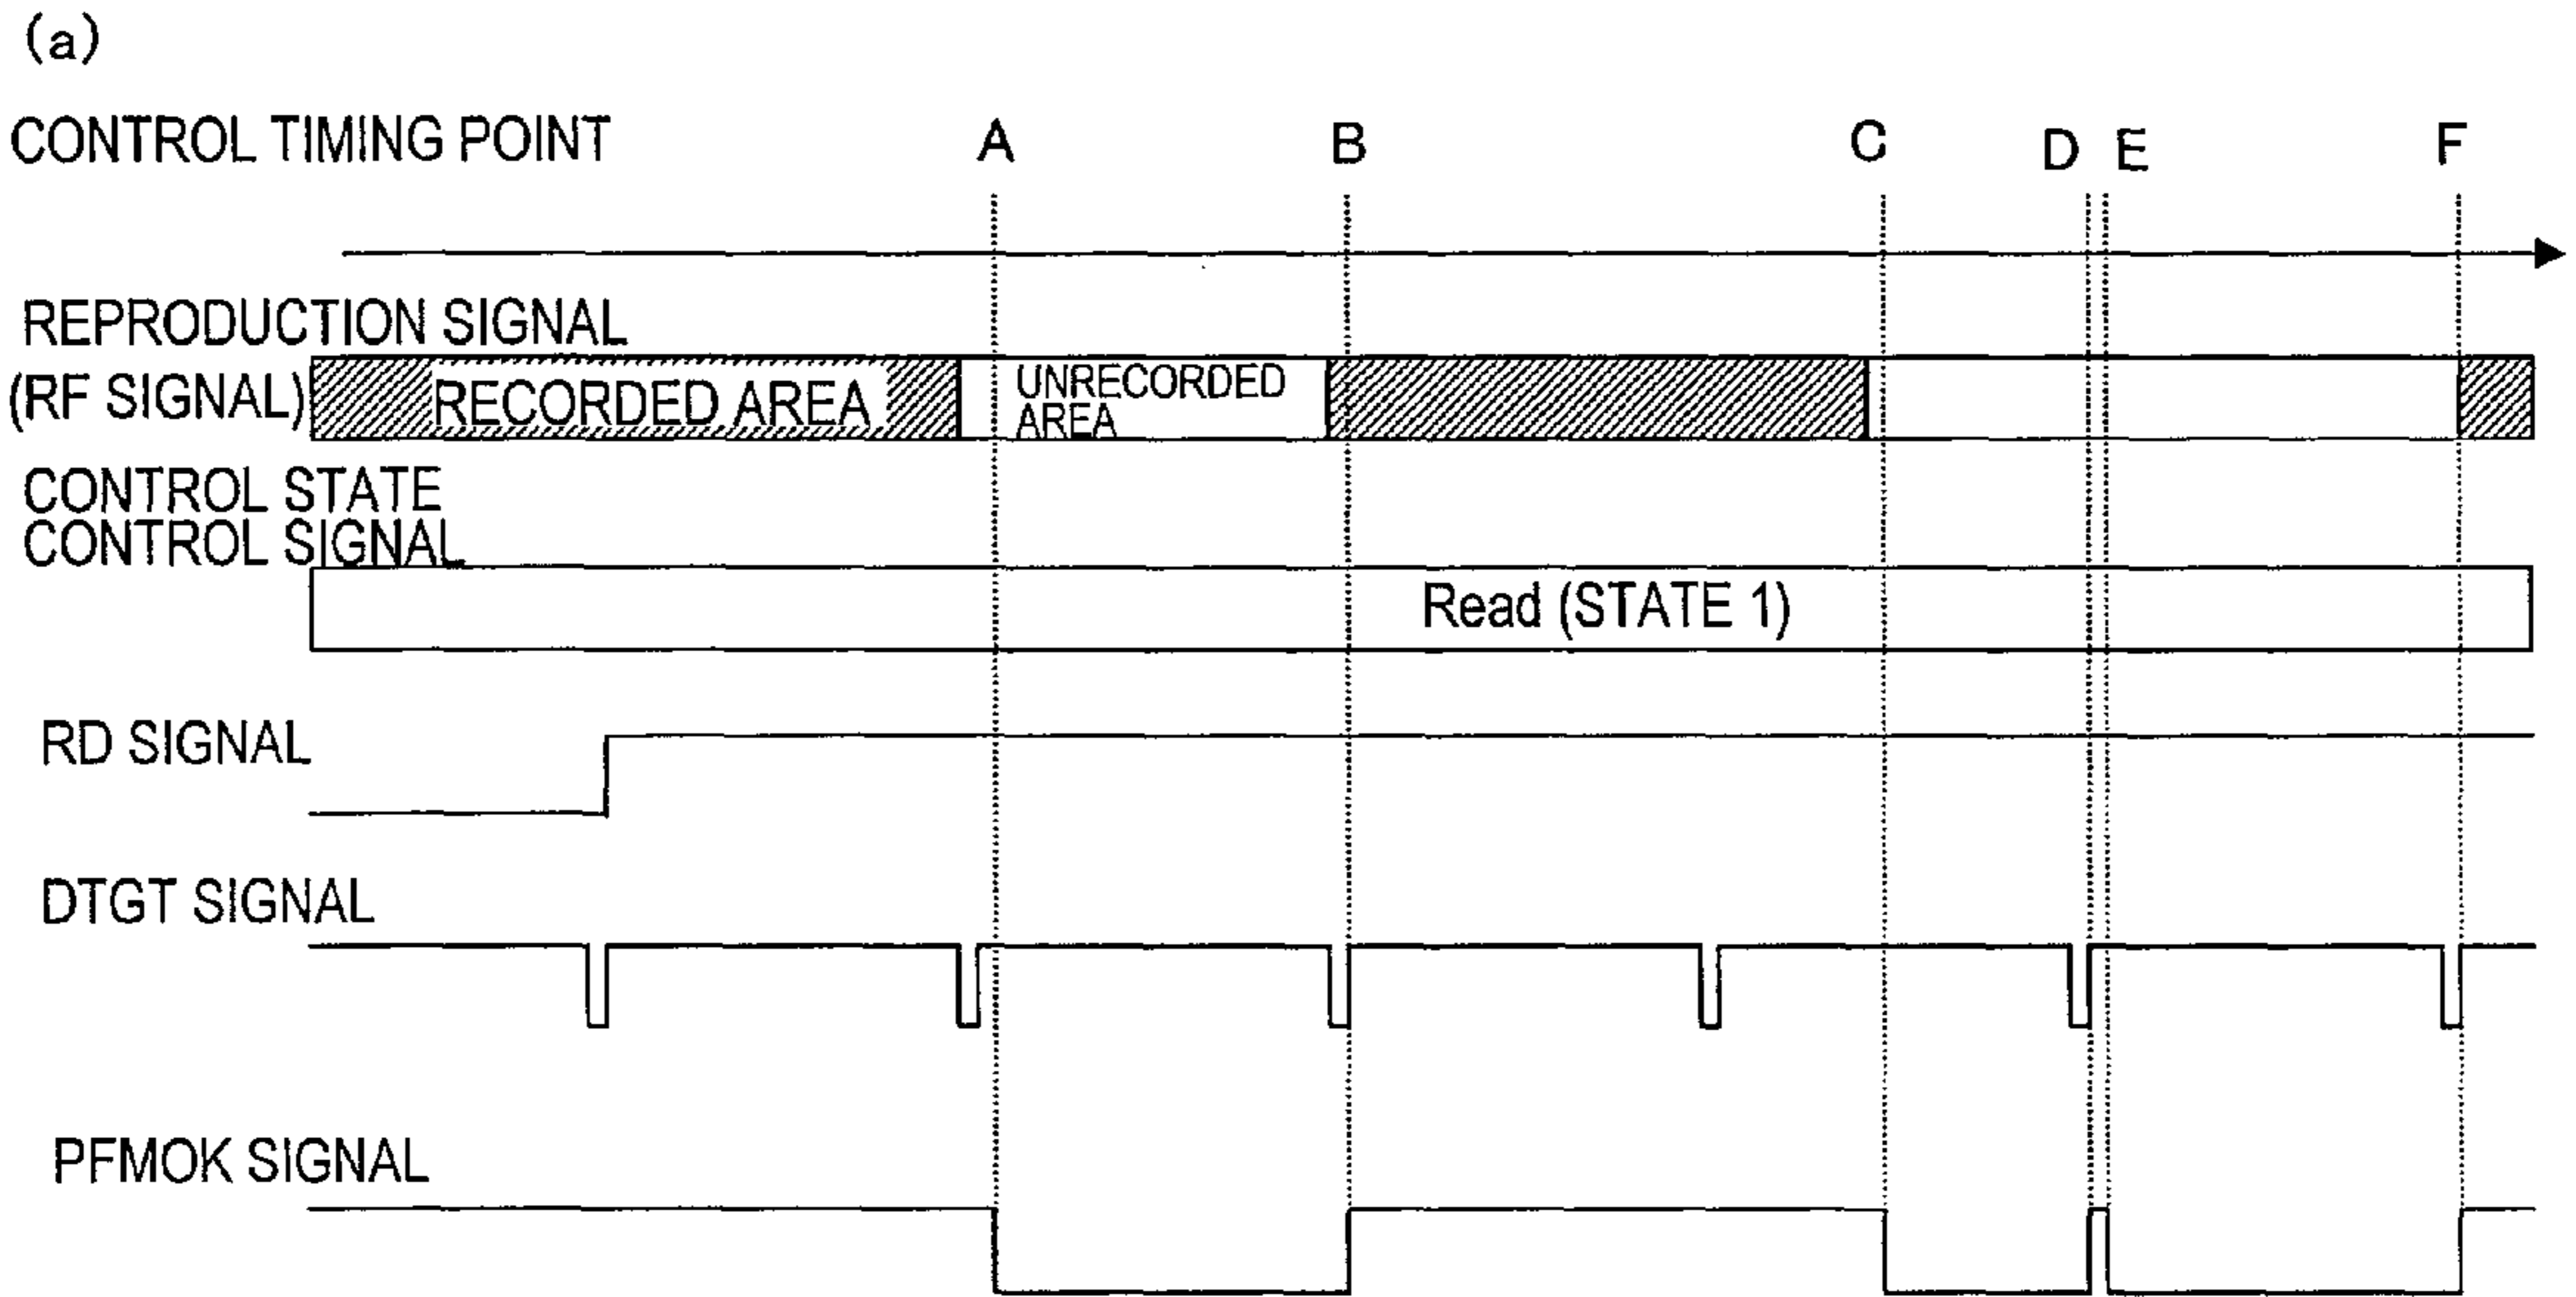 (a)
CONTROL TIMING POINT A B C D E F
REPRODUCTION SIGNAL
(RF SIGNAL) RECORDED AREA UNRECORDED
AREA
CONTROL STATE
CONTROL SIGNAL
Read (STATE 1)
RD SIGNAL
DTGT SIGNAL
PFMOK SIGNAL